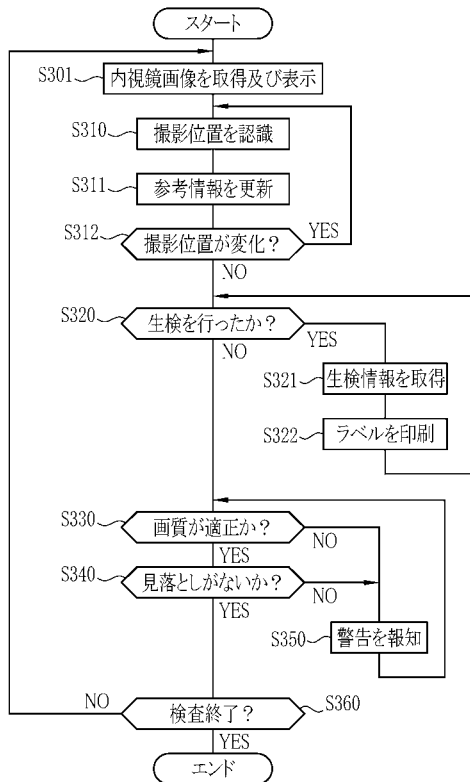 スタート
S301 内視鏡画像を取得及び表示
S310 撮影位置を認識
S311 参考情報を更新
S312 撮影位置が変化？ YES
NO
S320 生検を行ったか？ YES
NO
S321 生検情報を取得
S322 ラベルを印刷
S330 画質が適正か？ NO
YES
S340 見落としがないか？ NO
YES
S350 警告を報知
NO 検査終了？ S360
YES
エンド